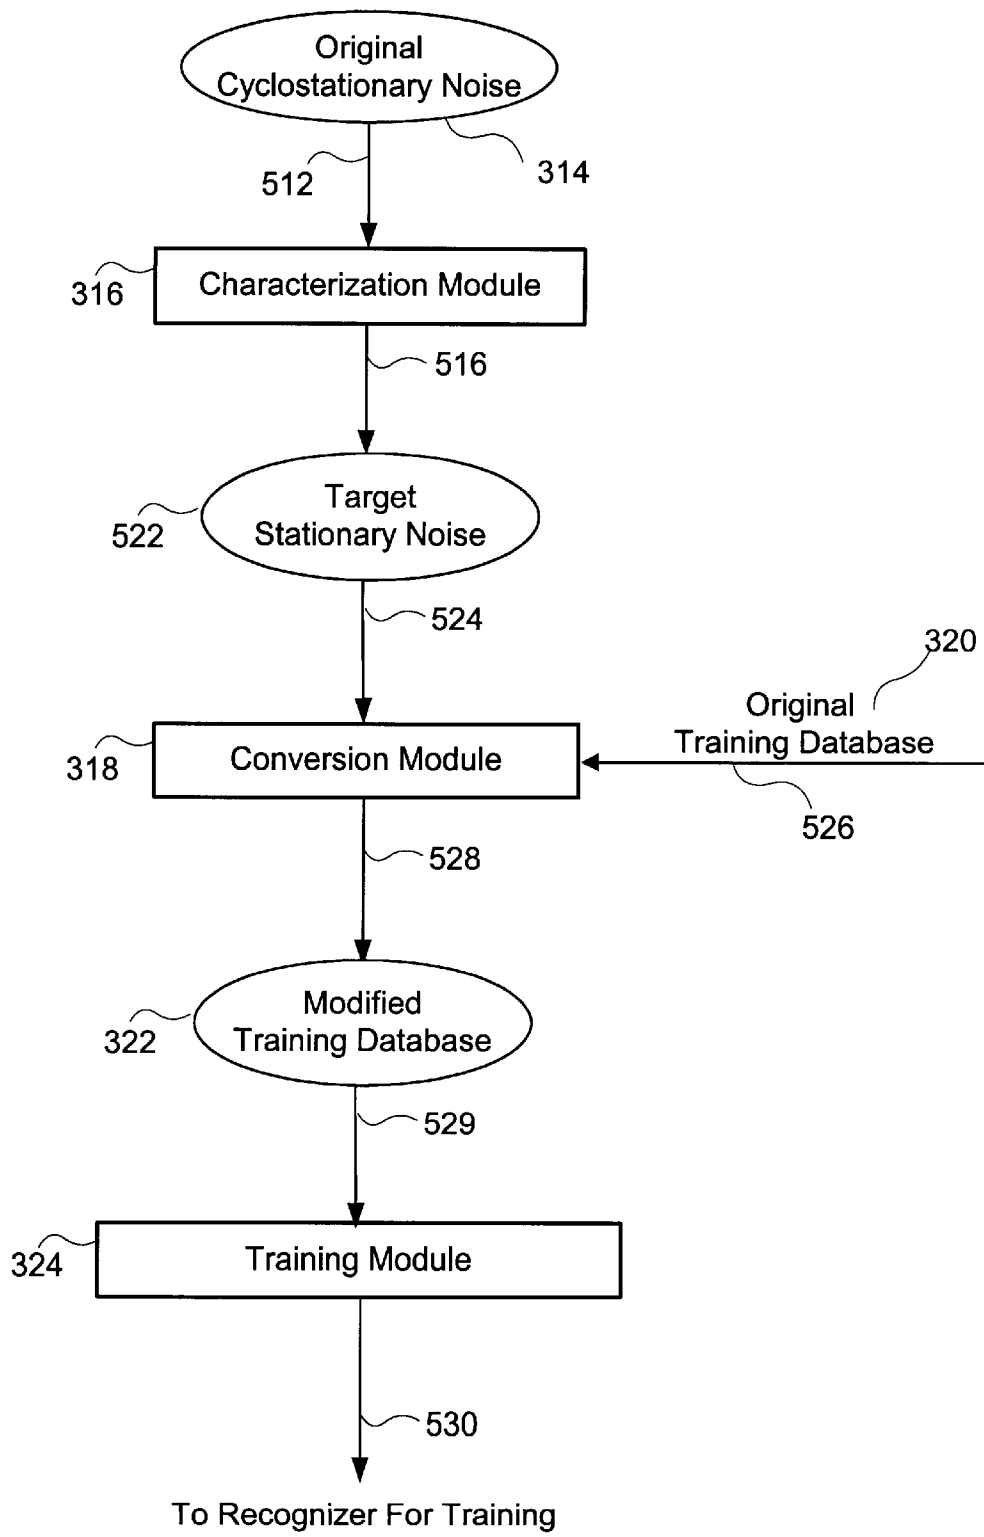 Original
Cyclostationary Noise
512
314
316
Characterization Module
516
Target
Stationary Noise
522
524
320
Original
Training Database
318
Conversion Module
526
528
Modified
Training Database
322
529
324
Training Module
530
To Recognizer For Training